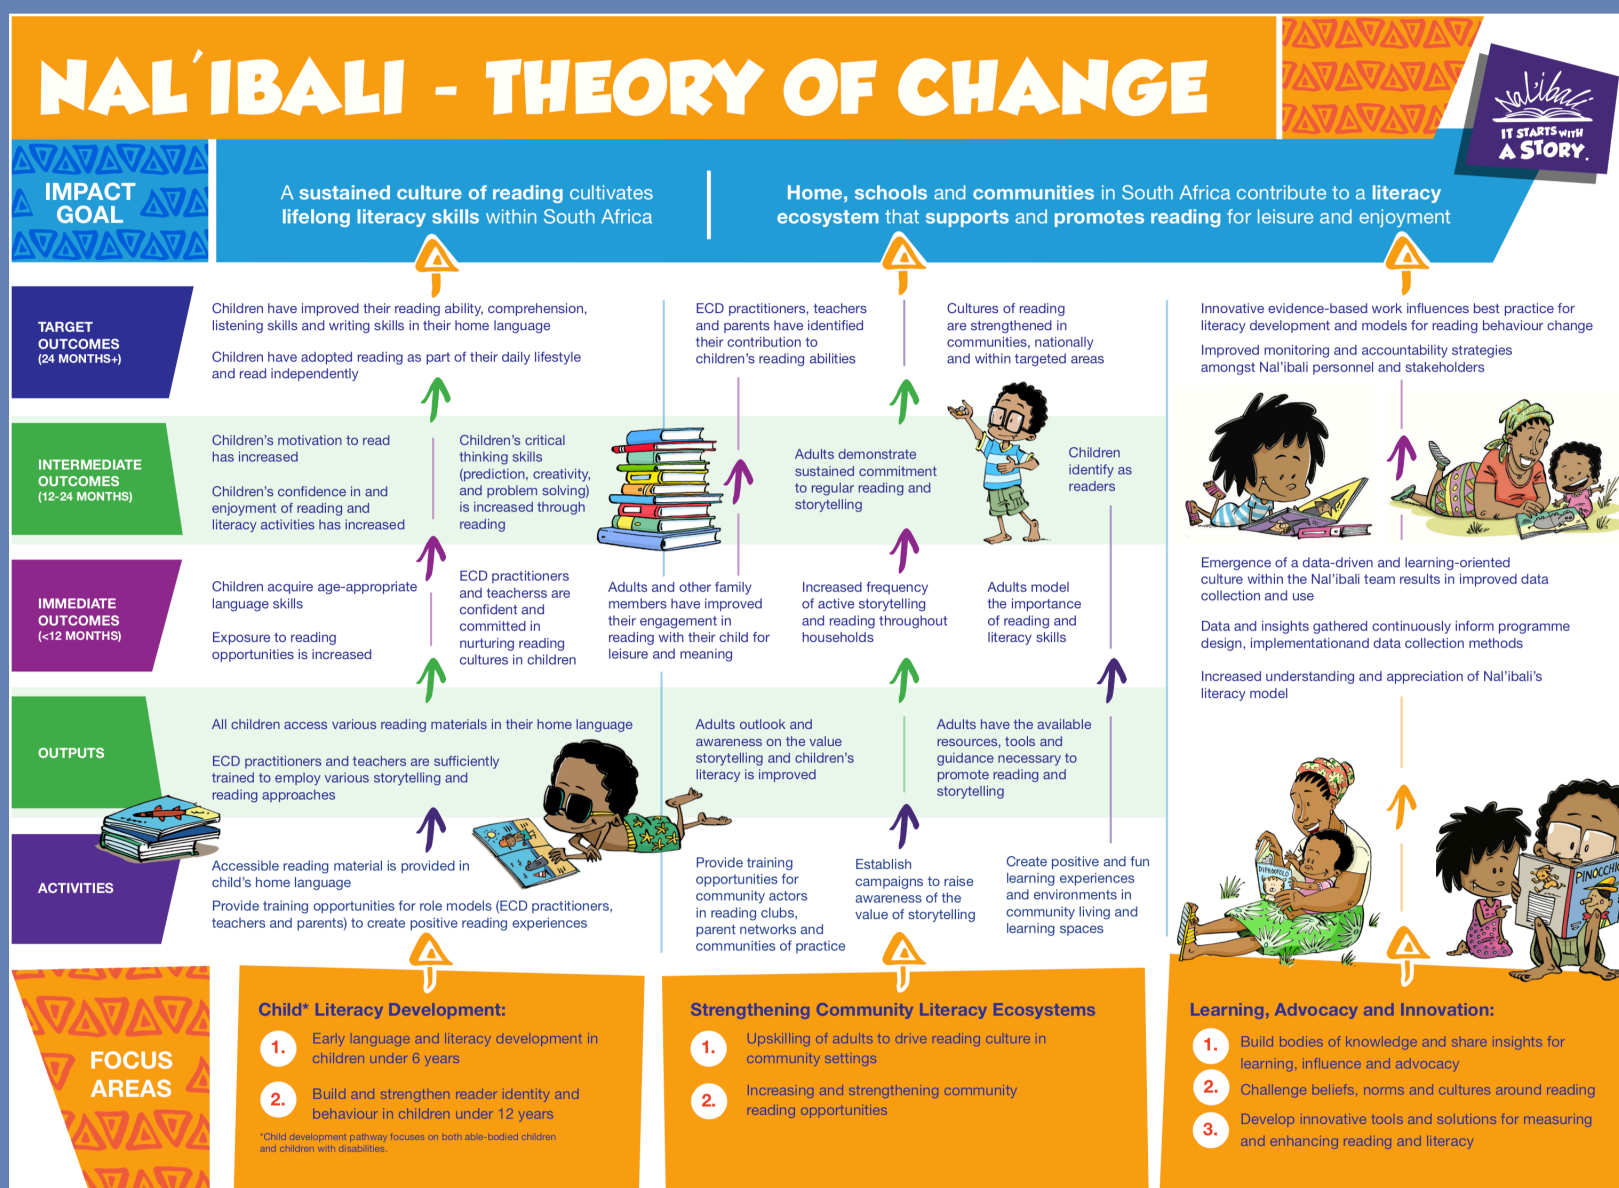 NAL´IBALI - THEORY OF CHANGE
Nal'ibali
IT STARTS WITH
A STORY.
IMPACT
GOAL
A sustained culture of reading cultivates
lifelong literacy skills within South Africa
Home, schools and communities in South Africa contribute to a literacy
ecosystem that supports and promotes reading for leisure and enjoyment
TARGET
OUTCOMES
(24 MONTHS+)
Children have improved their reading ability, comprehension,
listening skills and writing skills in their home language
Children have adopted reading as part of their daily lifestyle
and read independently
ECD practitioners, teachers
and parents have identified
their contribution to
children's reading abilities
Cultures of reading
are strengthened in
communities, nationally
and within targeted areas
Innovative evidence-based work influences best practice for
literacy development and models for reading behaviour change
Improved monitoring and accountability strategies
amongst Nal'ibali personnel and stakeholders
INTERMEDIATE
OUTCOMES
(12-24 MONTHS)
Children's motivation to read
has increased
Children's confidence in and
enjoyment of reading and
literacy activities has increased
Children's critical
thinking skills
(prediction, creativity,
and problem solving)
is increased through
reading
Adults demonstrate
sustained commitment
to regular reading and
storytelling
Children
identify as
readers
IMMEDIATE
OUTCOMES
(<12 MONTHS)
Children acquire age-appropriate
language skills
Exposure to reading
opportunities is increased
ECD practitioners
and teacherss are
confident and
committed in
nurturing reading
cultures in children
Adults and other family
members have improved
their engagement in
reading with their child for
leisure and meaning
Increased frequency
of active storytelling
and reading throughout
households
Adults model
the importance
of reading and
literacy skills
Emergence of a data-driven and learning-oriented
culture within the Nal'ibali team results in improved data
collection and use
Data and insights gathered continuously inform programme
design, implementationand data collection methods
Increased understanding and appreciation of Nal'ibali's
literacy model
OUTPUTS
All children access various reading materials in their home language
ECD practitioners and teachers are sufficiently
trained to employ various storytelling and
reading approaches
Adults outlook and
awareness on the value
storytelling and children's
literacy is improved
Adults have the available
resources, tools and
guidance necessary to
promote reading and
storytelling
ACTIVITIES
Accessible reading material is provided in
child's home language
Provide training opportunities for role models (ECD practitioners,
teachers and parents) to create positive reading experiences
Provide training
opportunities for
community actors
in reading clubs,
parent networks and
communities of practice
Establish
campaigns to raise
awareness of the
value of storytelling
Create positive and fun
learning experiences
and environments in
community living and
learning spaces
DIPHOOFOLO
PINOCCHIO
FOCUS
AREAS
Child* Literacy Development:
1. Early language and literacy development in
children under 6 years
2. Build and strengthen reader identity and
behaviour in children under 12 years
*Child development pathway focuses on both able-bodied children
and children with disabilities.
Strengthening Community Literacy Ecosystems
1. Upskilling of adults to drive reading culture in
community settings
2. Increasing and strengthening community
reading opportunities
Learning, Advocacy and Innovation:
1. Build bodies of knowledge and share insights for
learning, influence and advocacy
2. Challenge beliefs, norms and cultures around reading
3. Develop innovative tools and solutions for measuring
and enhancing reading and literacy